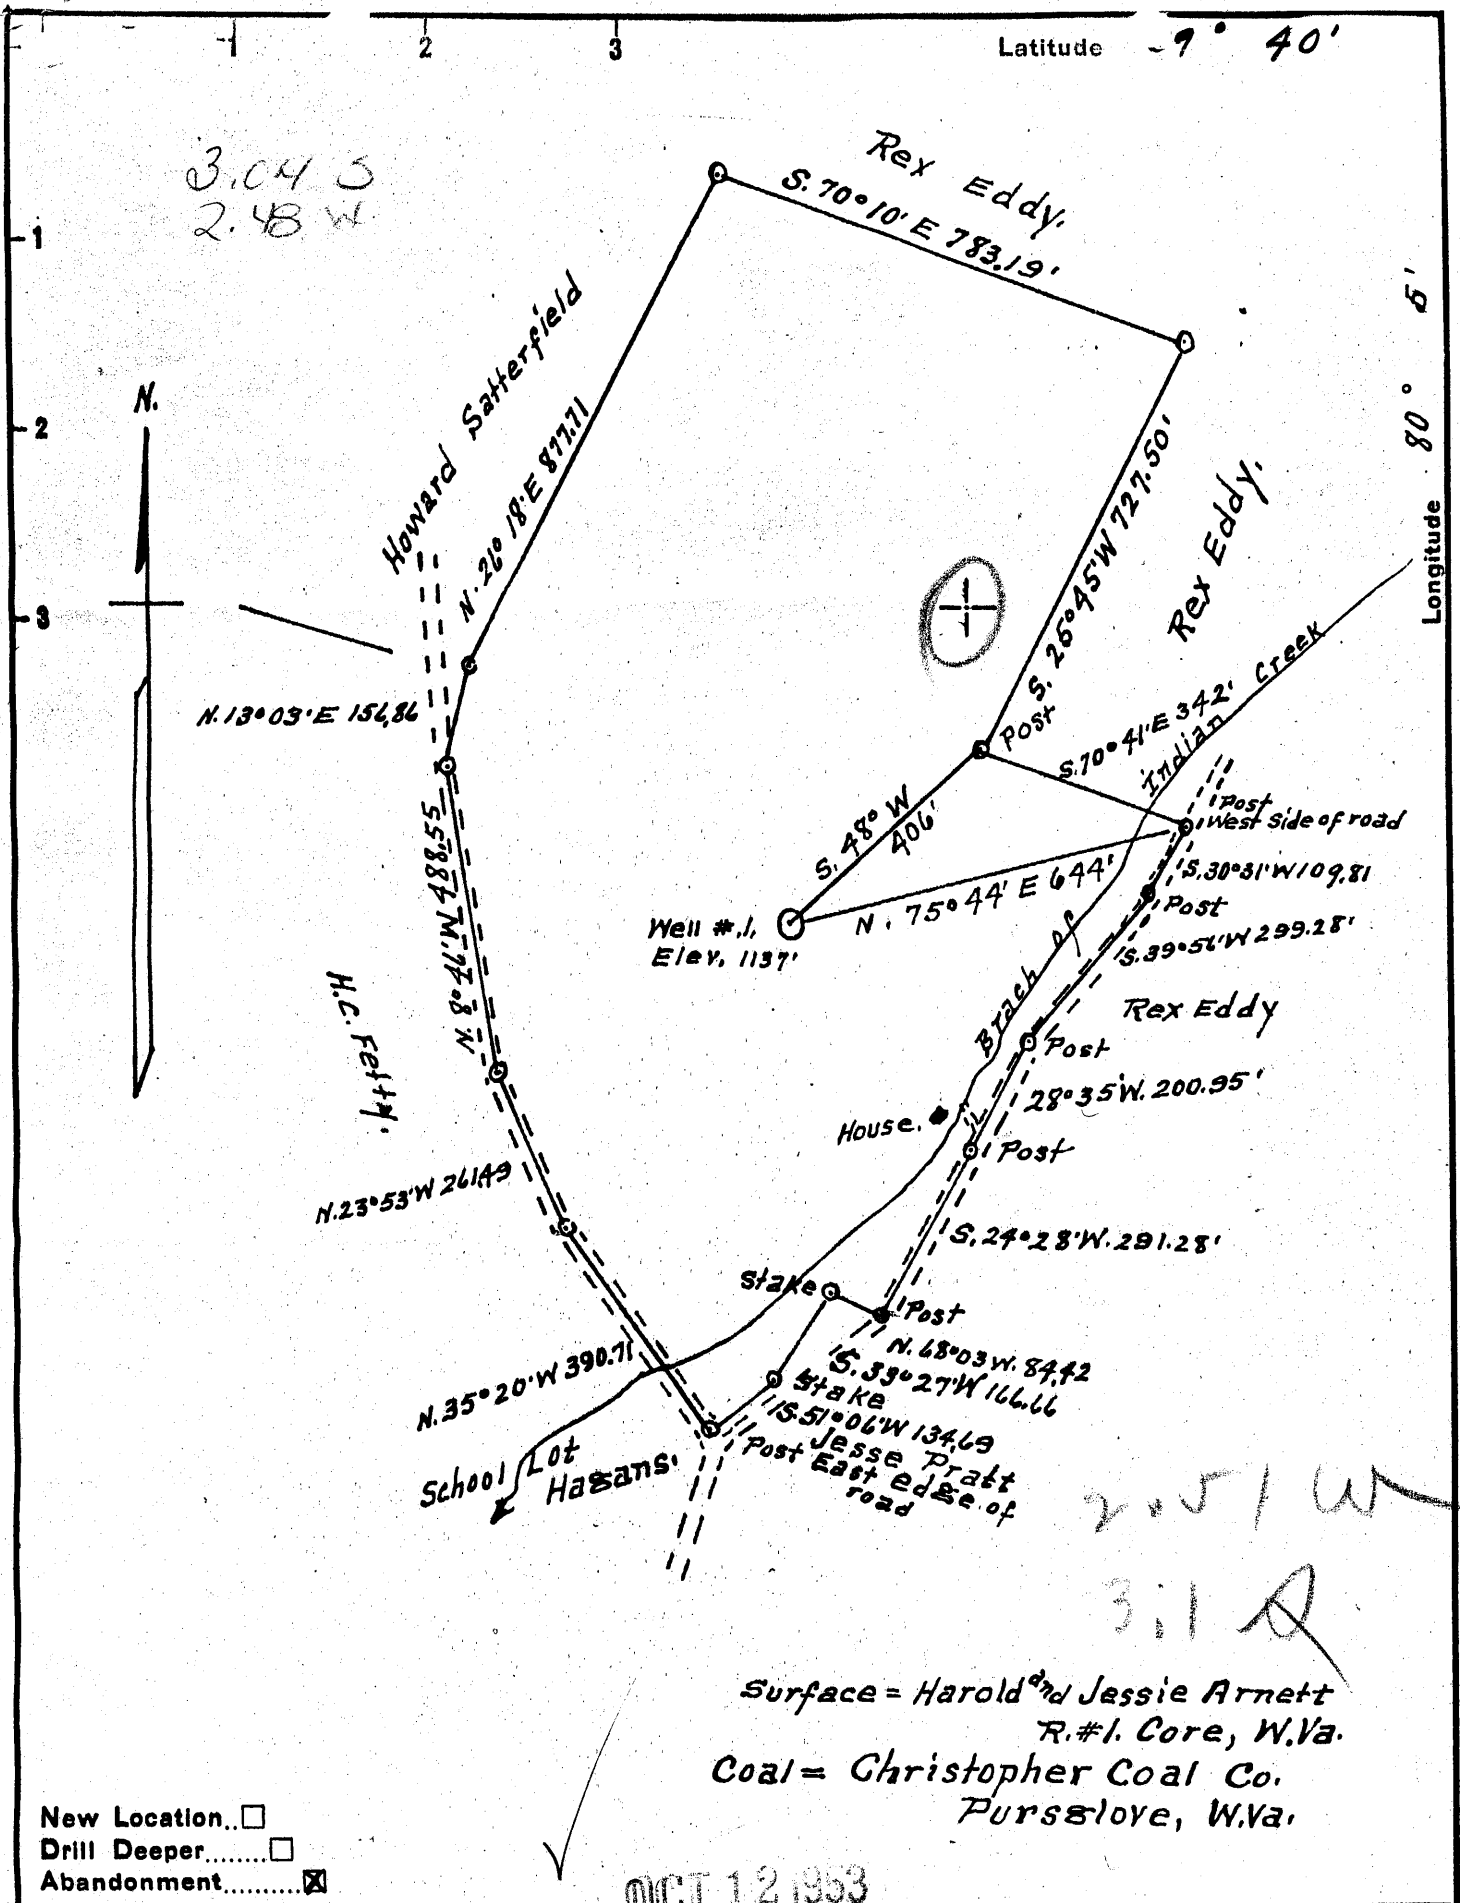 1 2 3 Latitude -9° 40'
3.04 S
2.48 W
Rex Eddy.
S. 70° 10' E 783.19'
1
5'
80°
Longitude
Howard Satterfield
N.
2
N. 26° 18' E 877.71
S. 26° 45' W 727.50'
Rex Eddy.
3
N. 13° 03' E 156.86
Post
S. 70° 41' E 342'
Indian Creek
Post
West side of road
S. 48° W
406'
N. 75° 44' E 644'
S. 30° 31' W 109.81
Post
Well #1.
Elev. 1137'
S. 39° 56' W 299.28'
N. 8° 47' W. 488.55
Brach of
Rex Eddy
H.C. Fetty.
Post
28° 35' W. 200.95'
House.
Post
N. 23° 53' W 261.49
S. 24° 28' W. 291.28'
Stake
Post
N. 68° 03 W. 84.42
S. 39° 27' W 166.66
N. 35° 20' W 390.71
Stake
S. 51° 06' W 134.69
Jesse Pratt
Post East edge of
road
School Lot
Hagans.
2.51 W
3.1 S
Surface = Harold and Jessie Arnett
R.#1. Core, W.Va.
Coal = Christopher Coal Co.
Pursglove, W.Va.
New Location..☐
Drill Deeper........☐
Abandonment..........☒
OCT 12 1953